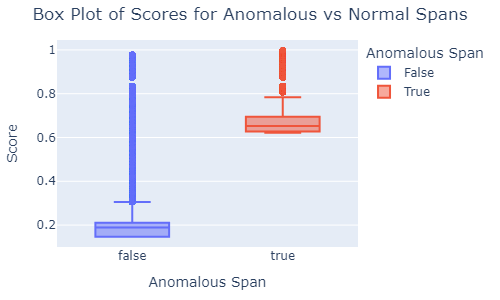 Box Plot of Scores for Anomalous vs Normal Spans
1
0.8
0.6
0.4
0.2
Score
false
true
Anomalous Span
Anomalous Span
False
True